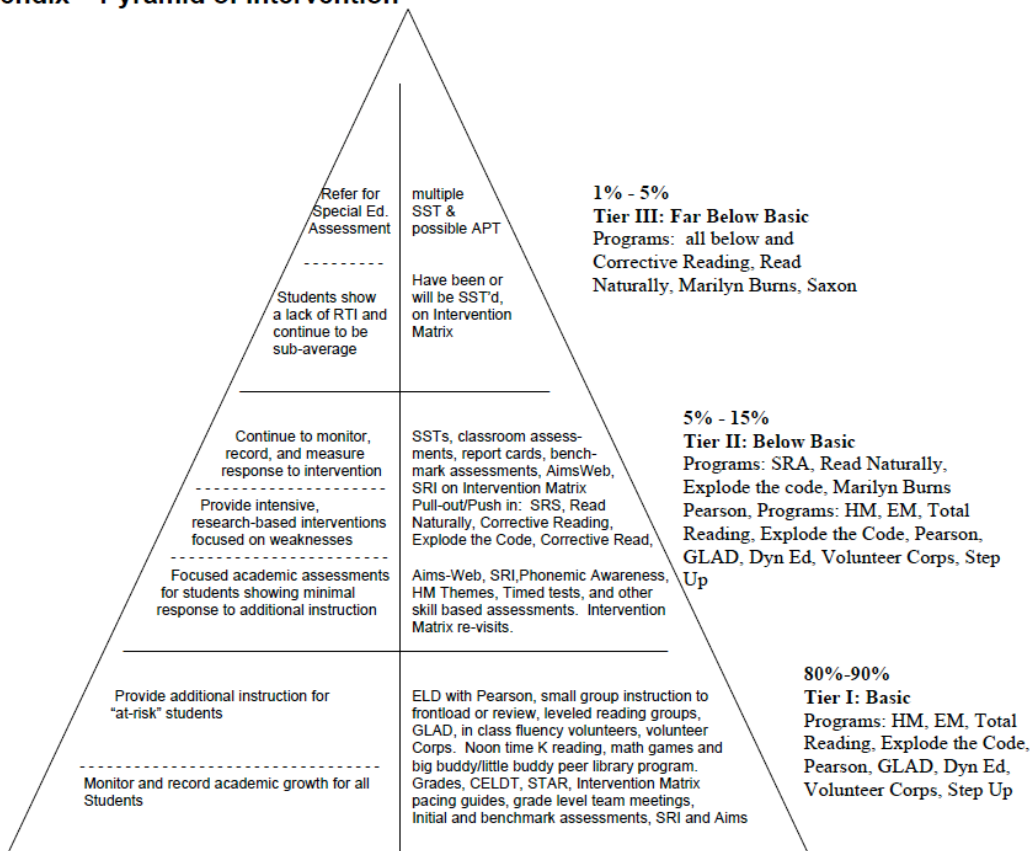 Pyramid of Intervention
Refer for
Special Ed.
Assessment
- - - - - - - - -
Students show
a lack of RTI and
continue to be
sub-average
multiple
SST &
possible APT
Have been or
will be SST'd,
on Intervention
Matrix
1% - 5%
Tier III: Far Below Basic
Programs: all below and
Corrective Reading, Read
Naturally, Marilyn Burns, Saxon
Continue to monitor,
record, and measure
response to intervention
- - - - - - - - - - - - - - - - - - - - - - - -
Provide intensive,
research-based interventions
focused on weaknesses
- - - - - - - - - - - - - - - - - - - - - - - -
Focused academic assessments
for students showing minimal
response to additional instruction
SSTs, classroom assess-
ments, report cards, bench-
mark assessments, AimsWeb,
SRI on Intervention Matrix
Pull-out/Push in: SRS, Read
Naturally, Corrective Reading,
Explode the Code, Corrective Read,
Aims-Web, SRI,Phonemic Awareness,
HM Themes, Timed tests, and other
skill based assessments. Intervention
Matrix re-visits.
5% - 15%
Tier II: Below Basic
Programs: SRA, Read Naturally,
Explode the code, Marilyn Burns
Pearson, Programs: HM, EM, Total
Reading, Explode the Code, Pearson,
GLAD, Dyn Ed, Volunteer Corps, Step
Up
Provide additional instruction for
“at-risk” students
- - - - - - - - - - - - - - - - - - - - - - - - - - - - - - - - -
Monitor and record academic growth for all
Students
ELD with Pearson, small group instruction to
frontload or review, leveled reading groups,
GLAD, in class fluency volunteers, volunteer
Corps. Noon time K reading, math games and
big buddy/little buddy peer library program.
Grades, CELDT, STAR, Intervention Matrix
pacing guides, grade level team meetings,
Initial and benchmark assessments, SRI and Aims
80%-90%
Tier I: Basic
Programs: HM, EM, Total
Reading, Explode the Code,
Pearson, GLAD, Dyn Ed,
Volunteer Corps, Step Up